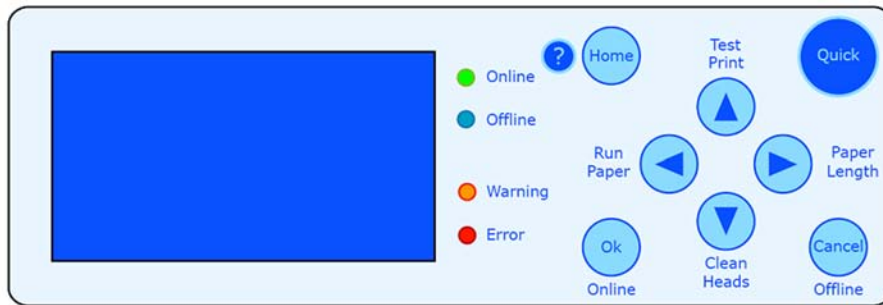 Online
Offline
Warning
Error
?
Home
Test
Print
Quick
Run
Paper
Paper
Length
Ok
Online
Clean
Heads
Cancel
Offline